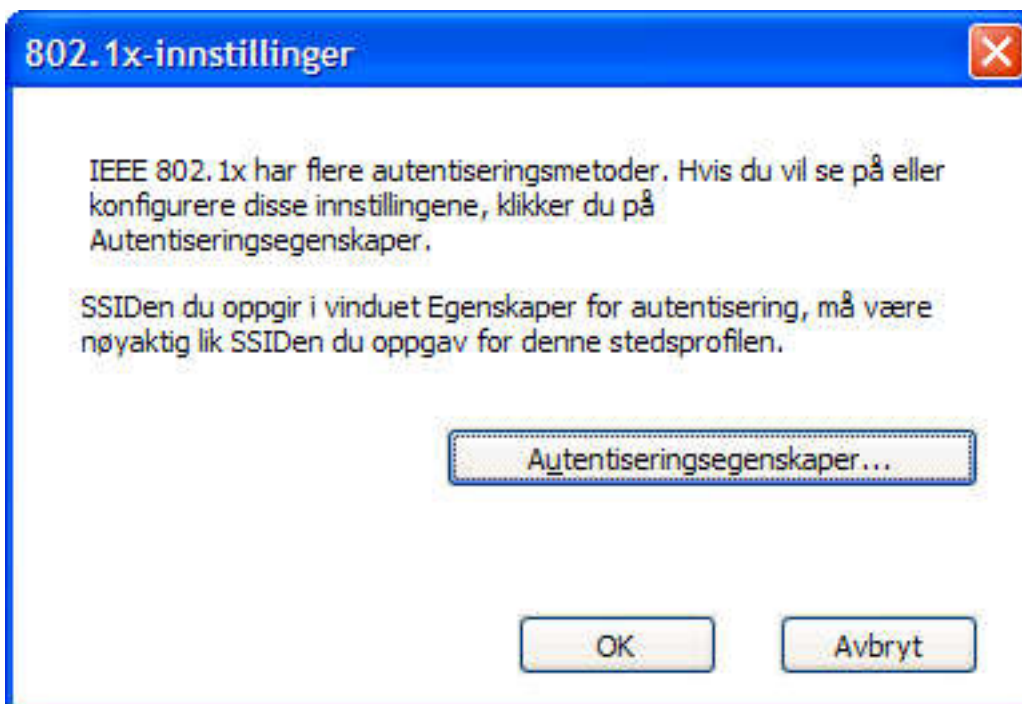 802.1x-innstillinger
IEEE 802.1x har flere autentiseringsmetoder. Hvis du vil se på eller
konfigurere disse innstillingene, klikker du på
Autentiseringsegenskaper.
SSIDen du oppgir i vinduet Egenskaper for autentisering, må være
nøyaktig lik SSIDen du oppgav for denne stedsprofilen.
Autentiseringsegenskaper...
OK Avbryt